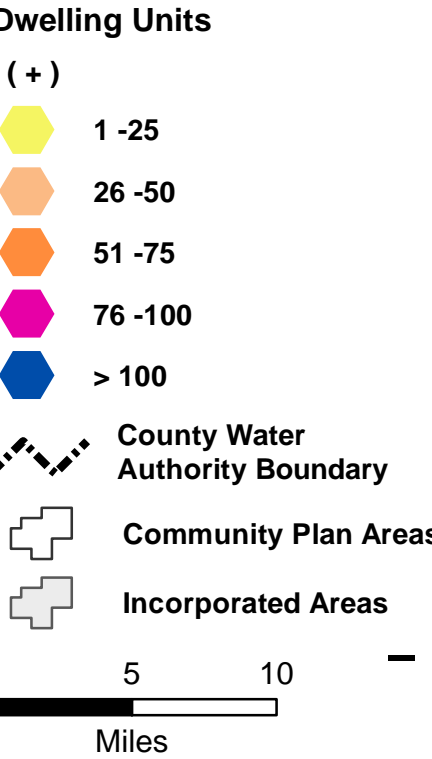 Dwelling Units
( + )
1 -25
26 -50
51 -75
76 -100
> 100
County Water
Authority Boundary
Community Plan Areas
Incorporated Areas
5 10
Miles